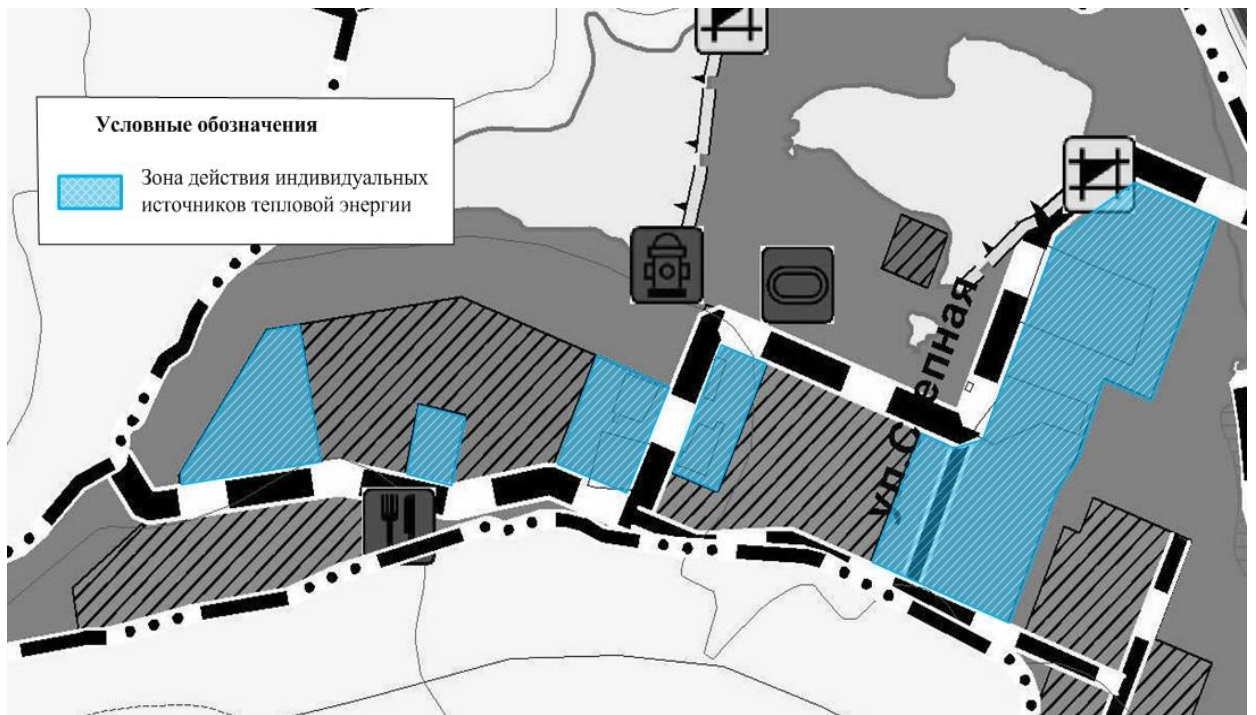 Условные обозначения
Зона действия индивидуальных
источников тепловой энергии
ул Степная